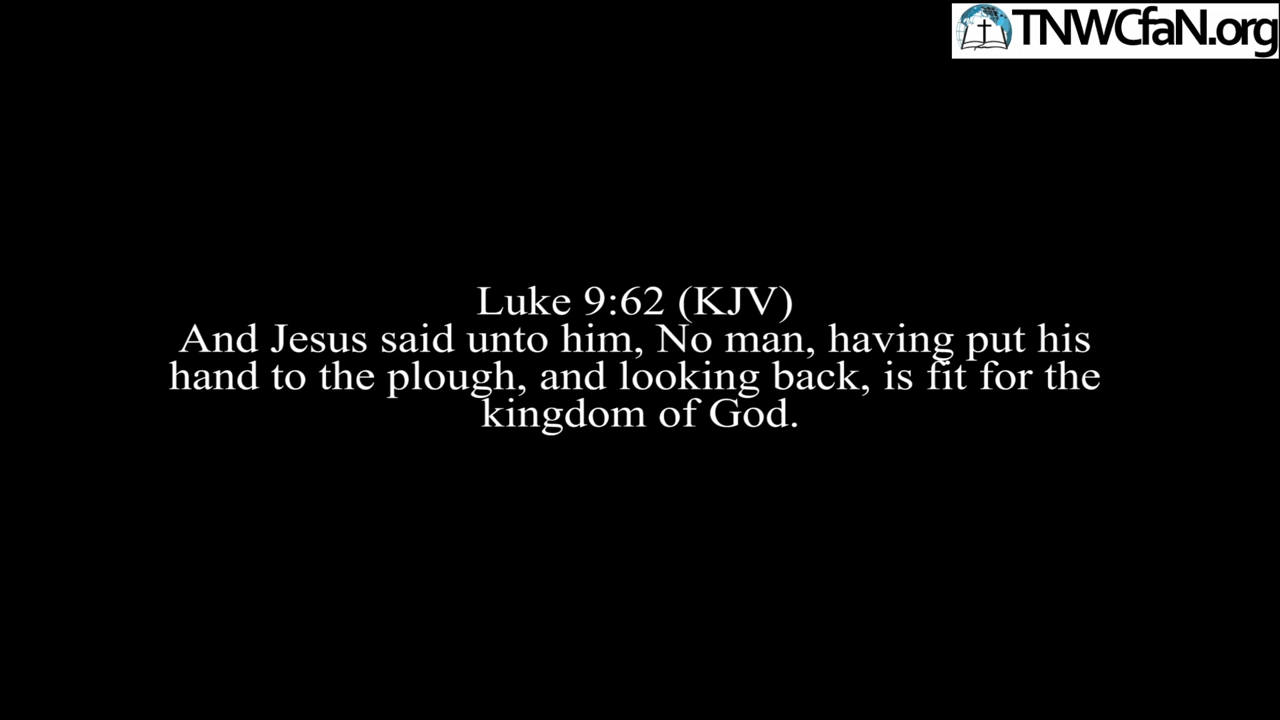 TNWCfaN.org
Luke 9:62 (KJV)
And Jesus said unto him, No man, having put his
hand to the plough, and looking back, is fit for the
kingdom of God.